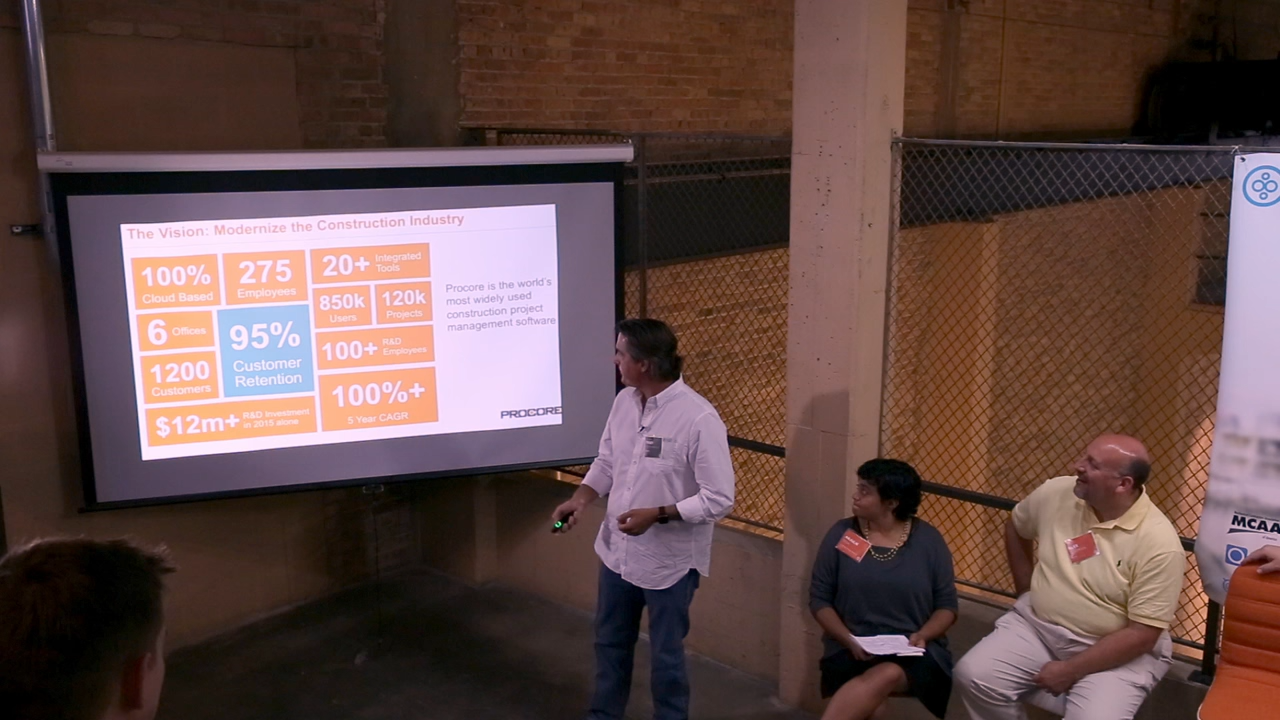 The Vision: Modernize the Construction Industry
100%
Cloud Based
275
Employees
20+ Integrated Tools
850k
Users
120k
Projects
6 Offices
95%
Customer
Retention
100+ R&D Employees
1200
Customers
$12m+ R&D Investment in 2015 alone
100%+
5 Year CAGR
Procore is the world's
most widely used
construction project
management software
PROCORE
MCAA